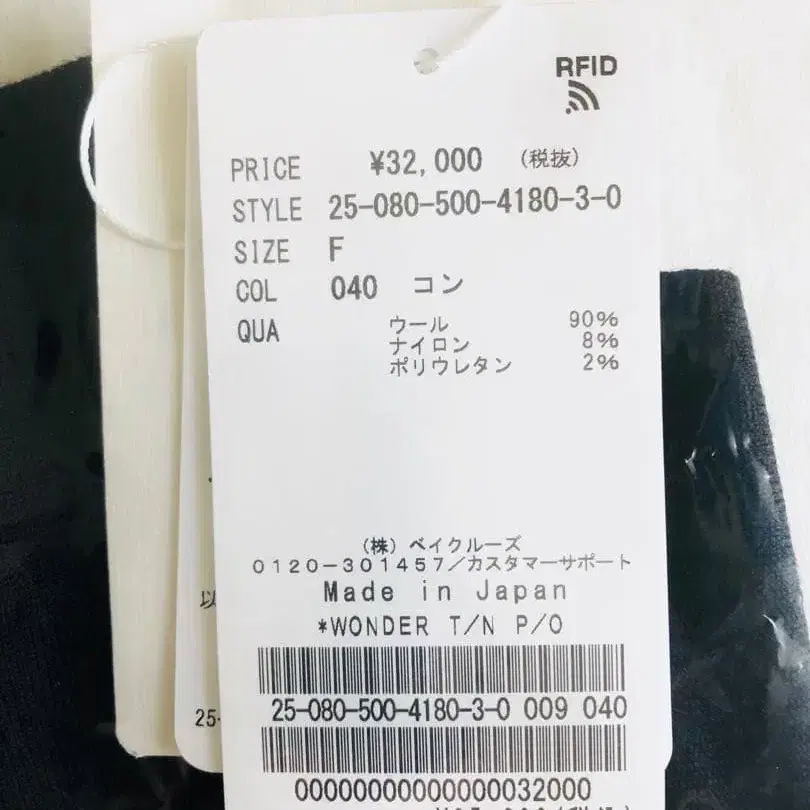 RFID
PRICE ¥32,000 (税抜)
STYLE 25-080-500-4180-3-0
SIZE F
COL 040 コン
QUA ウール 90%
ナイロン 8%
ポリウレタン 2%
(株) ベイクルーズ
0120-301457/カスタマーサポート
Made in Japan
*WONDER T/N P/O
25-080-500-4180-3-0 009 040
00000000000000032000
以
25-